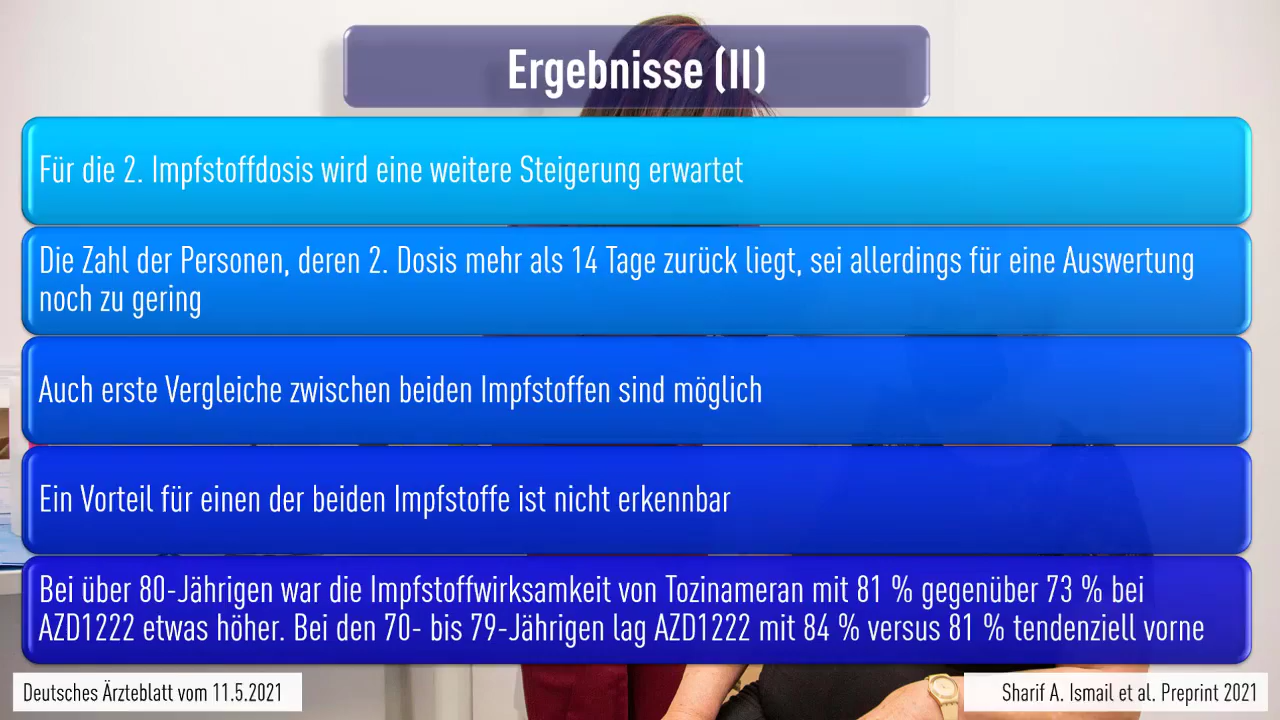 Ergebnisse (II)
Für die 2. Impfstoffdosis wird eine weitere Steigerung erwartet
Die Zahl der Personen, deren 2. Dosis mehr als 14 Tage zurück liegt, sei allerdings für eine Auswertung
noch zu gering
Auch erste Vergleiche zwischen beiden Impfstoffen sind möglich
Ein Vorteil für einen der beiden Impfstoffe ist nicht erkennbar
Bei über 80-Jährigen war die Impfstoffwirksamkeit von Tozinameran mit 81 % gegenüber 73 % bei
AZD1222 etwas höher. Bei den 70- bis 79-Jährigen lag AZD1222 mit 84 % versus 81 % tendenziell vorne
Deutsches Ärzteblatt vom 11.5.2021
Sharif A. Ismail et al. Preprint 2021